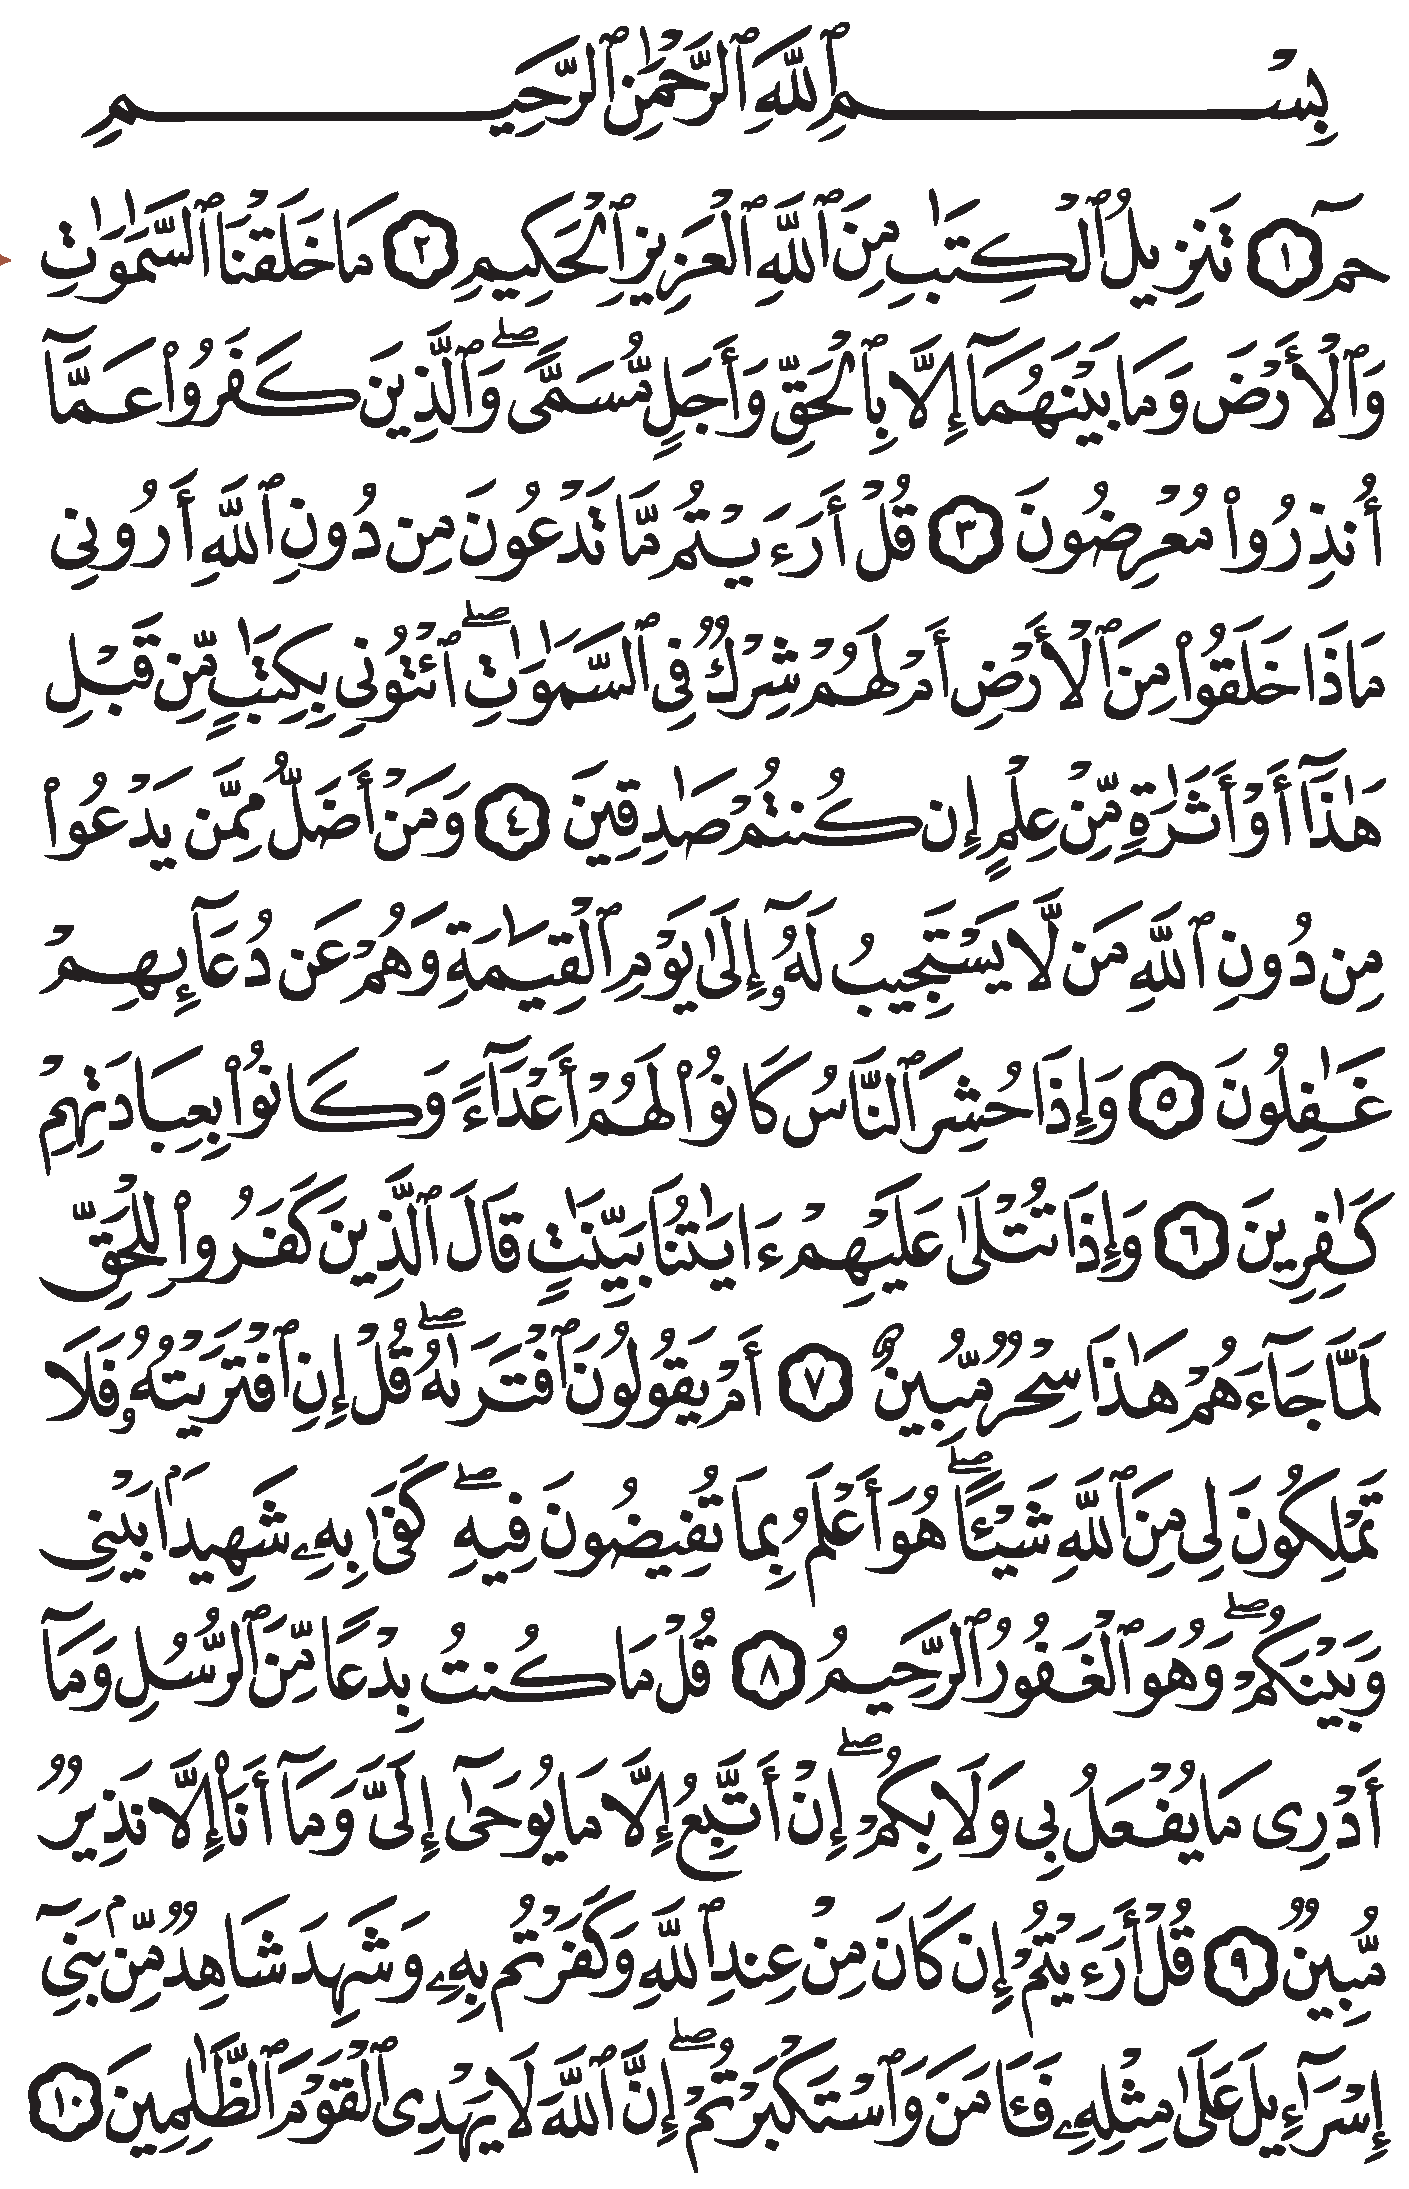 بِسْمِ ٱللَّهِ ٱلرَّحْمَٰنِ ٱلرَّحِيمِ
حمٓ ١ تَنزِيلُ ٱلْكِتَٰبِ مِنَ ٱللَّهِ ٱلْعَزِيزِ ٱلْحَكِيمِ ٢ مَا خَلَقْنَا ٱلسَّمَٰوَٰتِ
وَٱلْأَرْضَ وَمَا بَيْنَهُمَآ إِلَّا بِٱلْحَقِّ وَأَجَلٍ مُّسَمًّى ۖ وَٱلَّذِينَ كَفَرُوا۟ عَمَّآ
أُنذِرُوا۟ مُعْرِضُونَ ٣ قُلْ أَرَءَيْتُم مَّا تَدْعُونَ مِن دُونِ ٱللَّهِ أَرُونِى
مَاذَا خَلَقُوا۟ مِنَ ٱلْأَرْضِ أَمْ لَهُمْ شِرْكٌ فِى ٱلسَّمَٰوَٰتِ ۖ ٱئْتُونِى بِكِتَٰبٍ مِّن قَبْلِ
هَٰذَآ أَوْ أَثَٰرَةٍ مِّنْ عِلْمٍ إِن كُنتُمْ صَٰدِقِينَ ٤ وَمَنْ أَضَلُّ مِمَّن يَدْعُوا۟
مِن دُونِ ٱللَّهِ مَن لَّا يَسْتَجِيبُ لَهُۥٓ إِلَىٰ يَوْمِ ٱلْقِيَٰمَةِ وَهُمْ عَن دُعَآئِهِمْ
غَٰفِلُونَ ٥ وَإِذَا حُشِرَ ٱلنَّاسُ كَانُوا۟ لَهُمْ أَعْدَآءً وَكَانُوا۟ بِعِبَادَتِهِمْ
كَٰفِرِينَ ٦ وَإِذَا تُتْلَىٰ عَلَيْهِمْ ءَايَٰتُنَا بَيِّنَٰتٍ قَالَ ٱلَّذِينَ كَفَرُوا۟ لِلْحَقِّ
لَمَّا جَآءَهُمْ هَٰذَا سِحْرٌ مُّبِينٌ ٧ أَمْ يَقُولُونَ ٱفْتَرَىٰهُ ۖ قُلْ إِنِ ٱفْتَرَيْتُهُۥ فَلَا
تَمْلِكُونَ لِى مِنَ ٱللَّهِ شَيْـًٔا ۖ هُوَ أَعْلَمُ بِمَا تُفِيضُونَ فِيهِ ۖ كَفَىٰ بِهِۦ شَهِيدًۢا بَيْنِى
وَبَيْنَكُمْ ۖ وَهُوَ ٱلْغَفُورُ ٱلرَّحِيمُ ٨ قُلْ مَا كُنتُ بِدْعًا مِّنَ ٱلرُّسُلِ وَمَآ
أَدْرِى مَا يُفْعَلُ بِى وَلَا بِكُمْ ۖ إِنْ أَتَّبِعُ إِلَّا مَا يُوحَىٰٓ إِلَىَّ وَمَآ أَنَا۠ إِلَّا نَذِيرٌ
مُّبِينٌ ٩ قُلْ أَرَءَيْتُمْ إِن كَانَ مِنْ عِندِ ٱللَّهِ وَكَفَرْتُم بِهِۦ وَشَهِدَ شَاهِدٌ مِّنۢ بَنِىٓ
إِسْرَٰٓءِيلَ عَلَىٰ مِثْلِهِۦ فَـَٔامَنَ وَٱسْتَكْبَرْتُمْ ۖ إِنَّ ٱللَّهَ لَا يَهْدِى ٱلْقَوْمَ ٱلظَّٰلِمِينَ ١٠